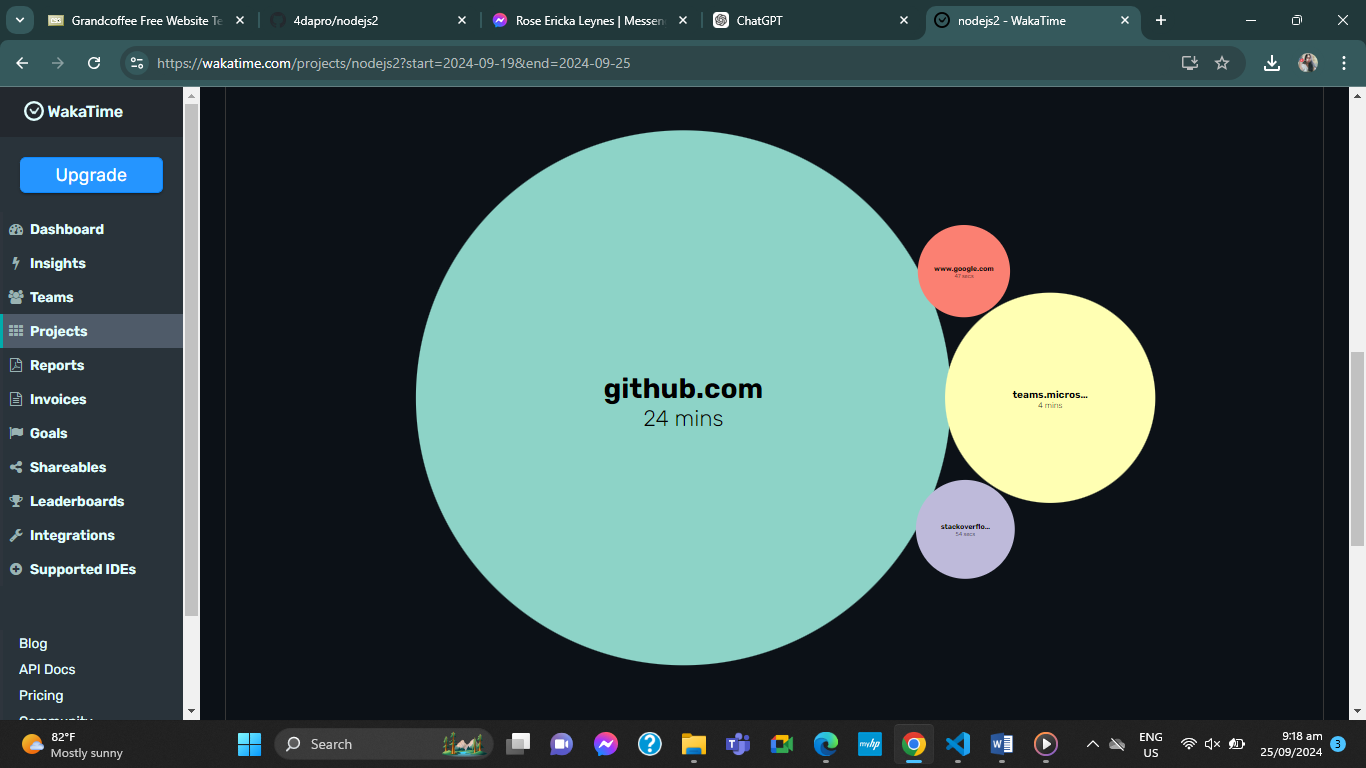 Grandcoffee Free Website Te
4dapro/nodejs2
Rose Ericka Leynes | Messen
ChatGPT
nodejs2 - WakaTime
https://wakatime.com/projects/nodejs2?start=2024-09-19&end=2024-09-25
WakaTime
Upgrade
Dashboard
Insights
Teams
Projects
Reports
Invoices
Goals
Shareables
Leaderboards
Integrations
Supported IDEs
Blog
API Docs
Pricing
Community
github.com
24 mins
www.google.com
47 secs
teams.micros...
4 mins
stackoverflo...
54 secs
82°F
Mostly sunny
Search
myhp
ENG
US
9:18 am
25/09/2024
3